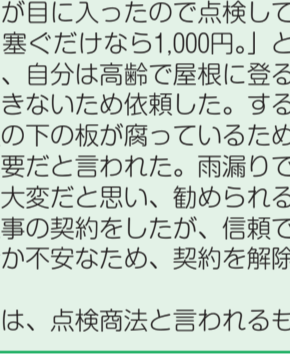 が目に入ったので点検して
塞ぐだけなら1,000円。」と
、自分は高齢で屋根に登る
きないため依頼した。する
の下の板が腐っているため
要だと言われた。雨漏りで
大変だと思い、勧められる
事の契約をしたが、信頼で
か不安なため、契約を解除
は、点検商法と言われるも